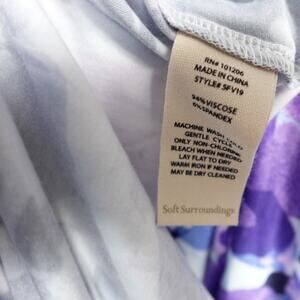 RN# 101206
MADE IN CHINA
STYLE# 5FV19
94% VISCOSE
6% SPANDEX
MACHINE WASH COLD
GENTLE CYCLE
ONLY NON-CHLORINE
BLEACH WHEN NEEDED
LAY FLAT TO DRY
WARM IRON IF NEEDED
MAY BE DRY CLEANED
Soft Surroundings